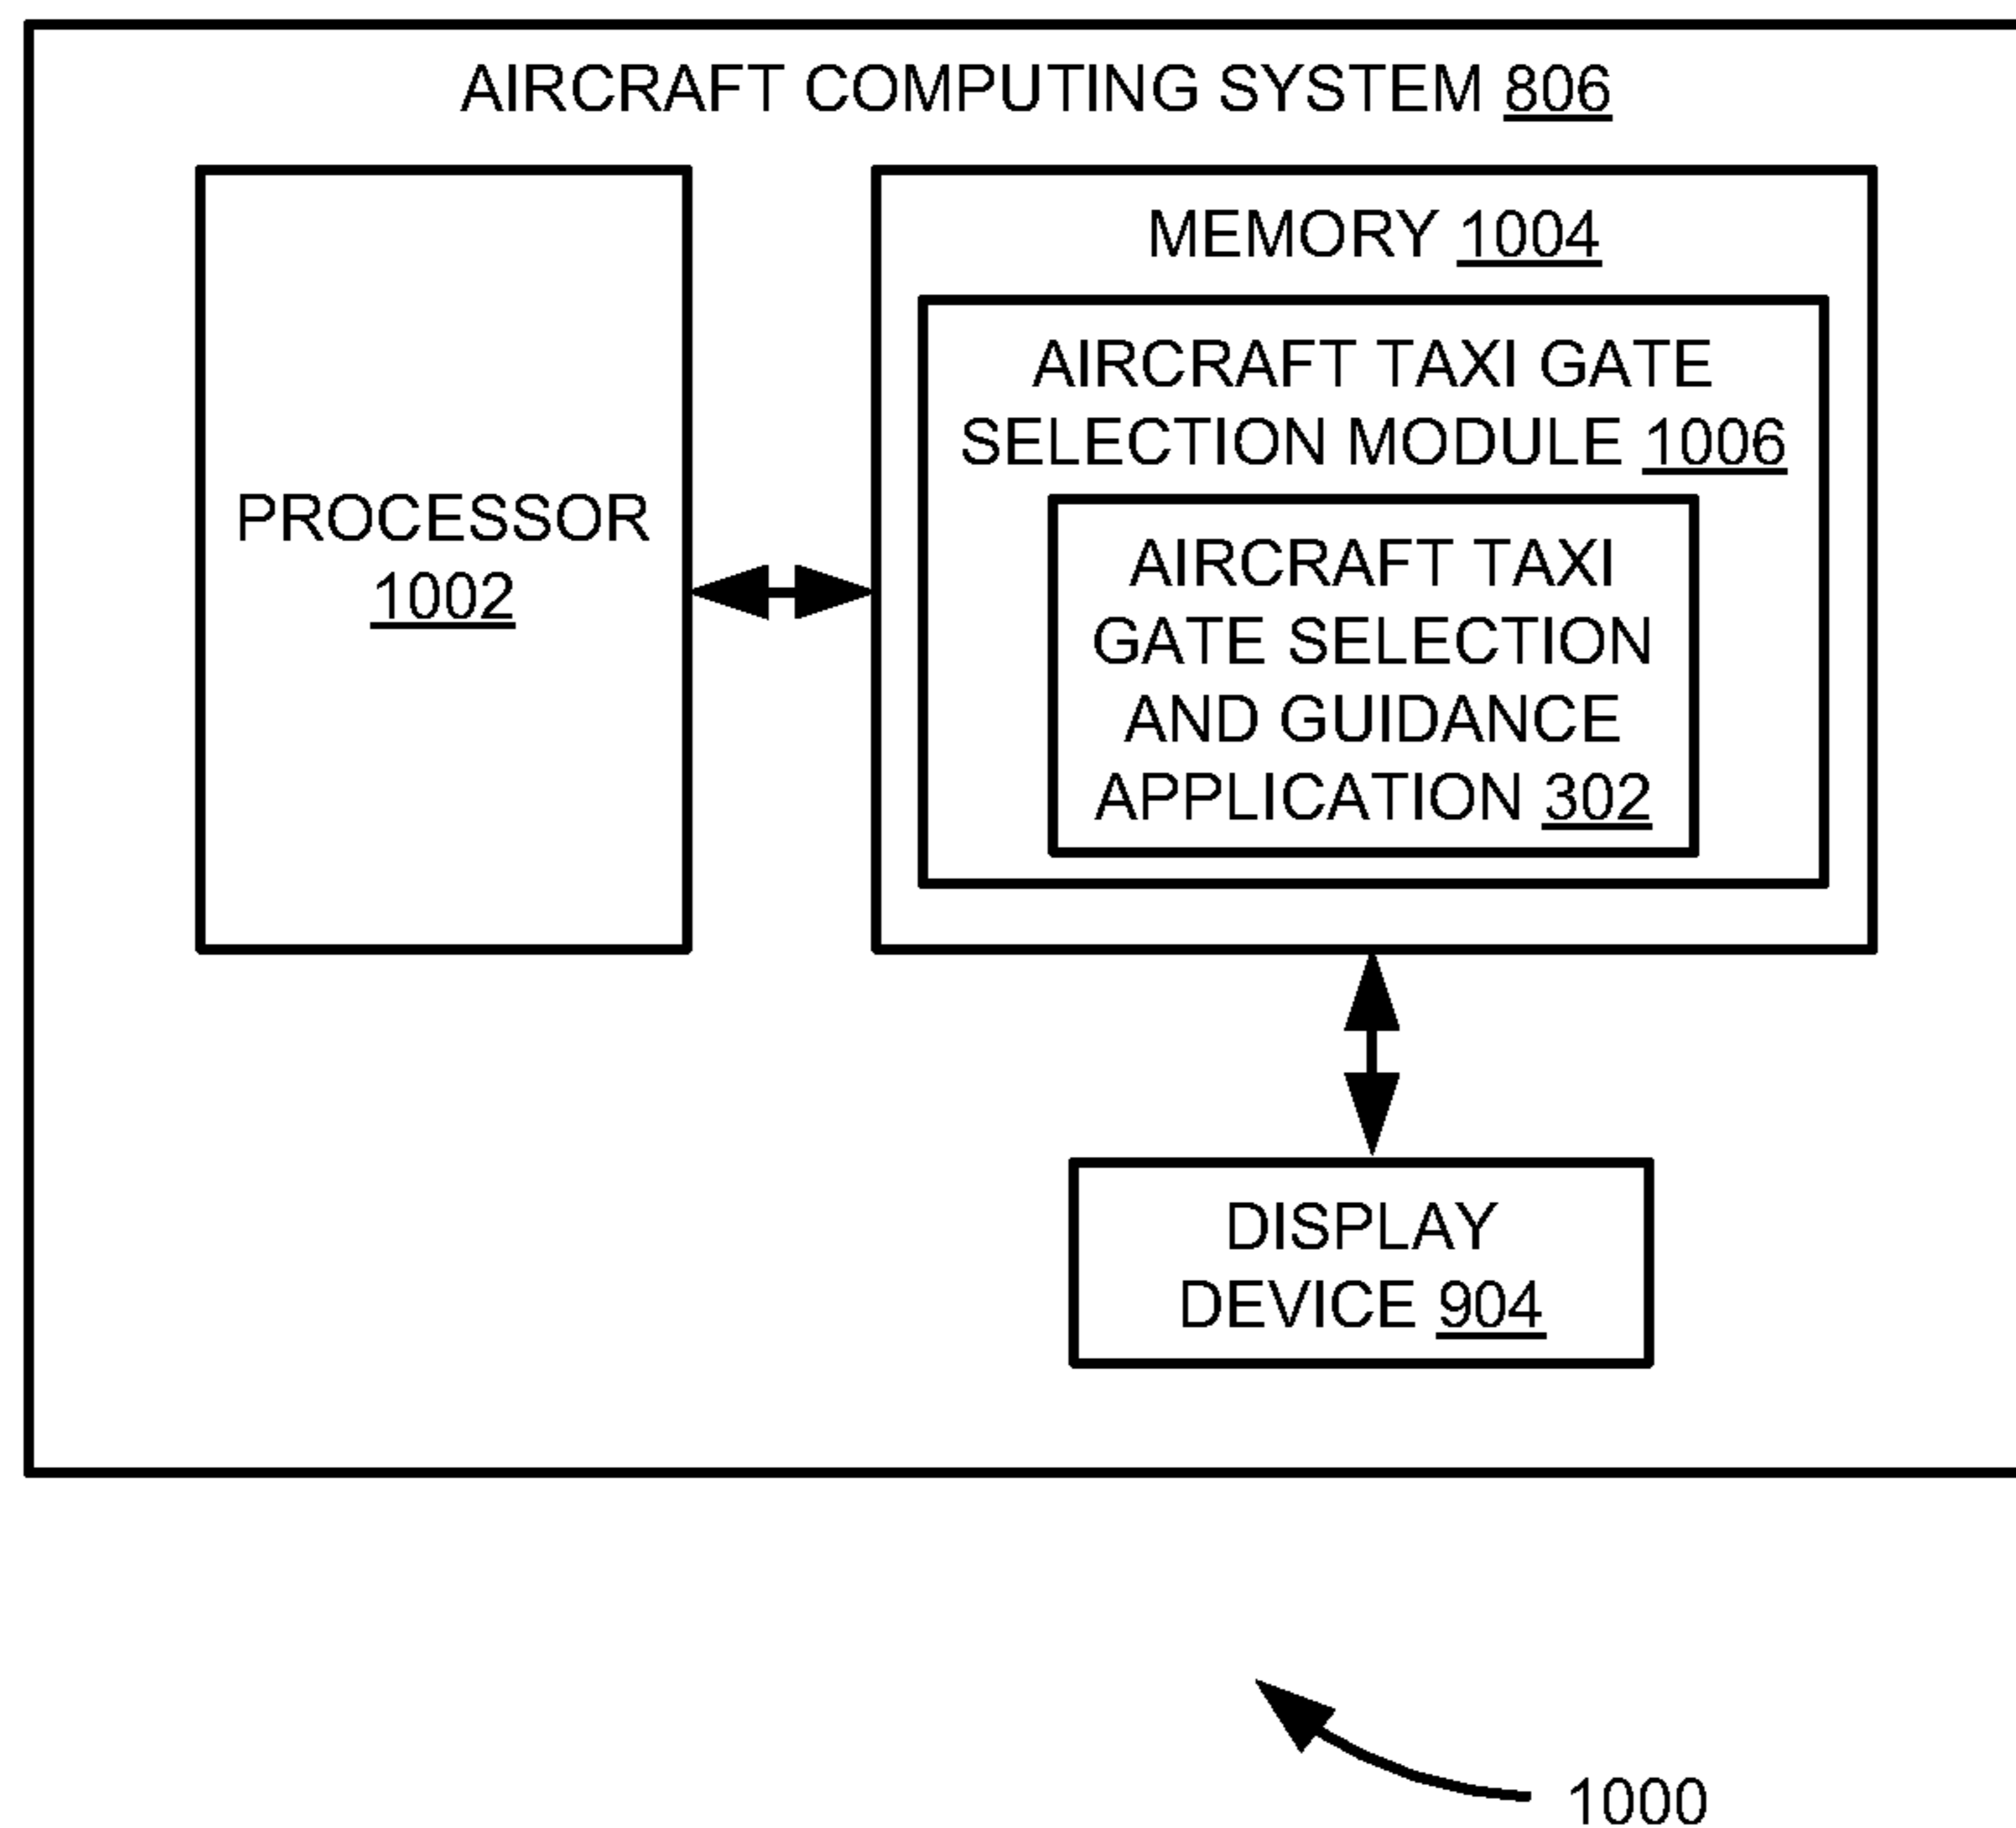 AIRCRAFT COMPUTING SYSTEM 806
PROCESSOR
1002
MEMORY 1004
AIRCRAFT TAXI GATE
SELECTION MODULE 1006
AIRCRAFT TAXI
GATE SELECTION
AND GUIDANCE
APPLICATION 302
DISPLAY
DEVICE 904
1000